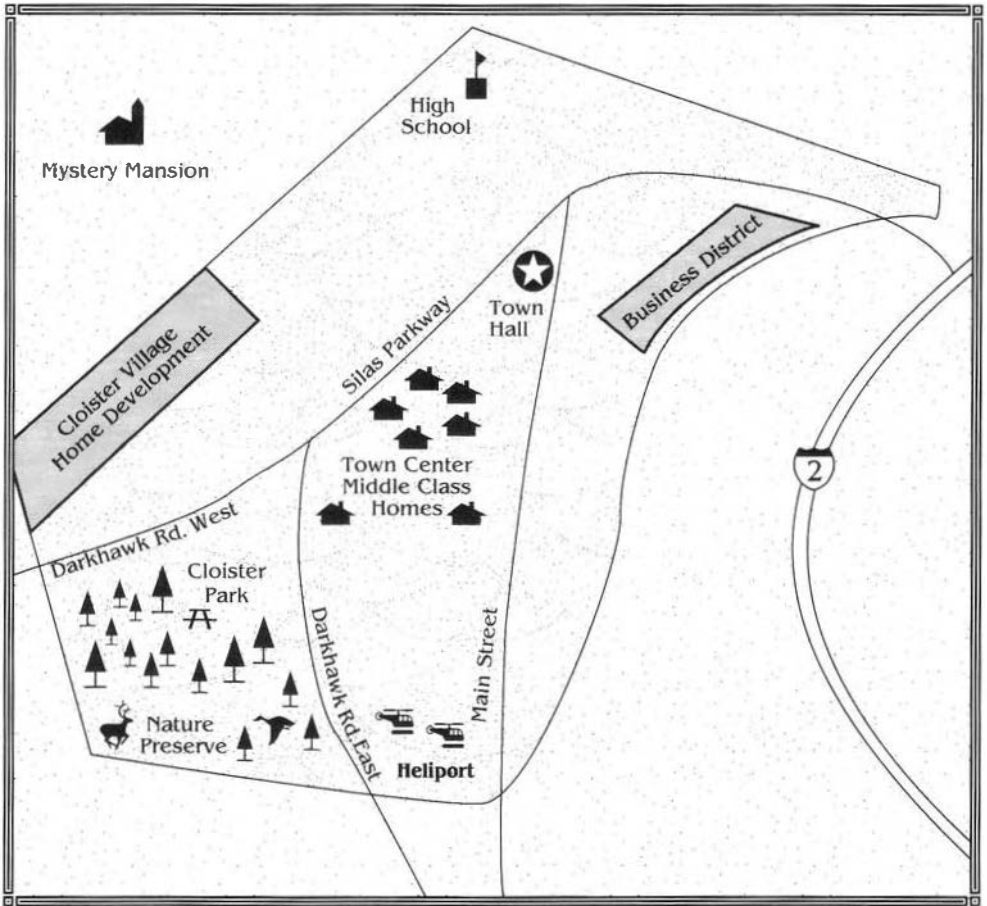 High
School
Mystery Mansion
Business District
Town
Hall
Silas Parkway
Cloister Village
Home Development
2
Town Center
Middle Class
Homes
Darkhawk Rd. West
Cloister
Park
Darkhawk Rd. East
Main Street
Nature
Preserve
Heliport